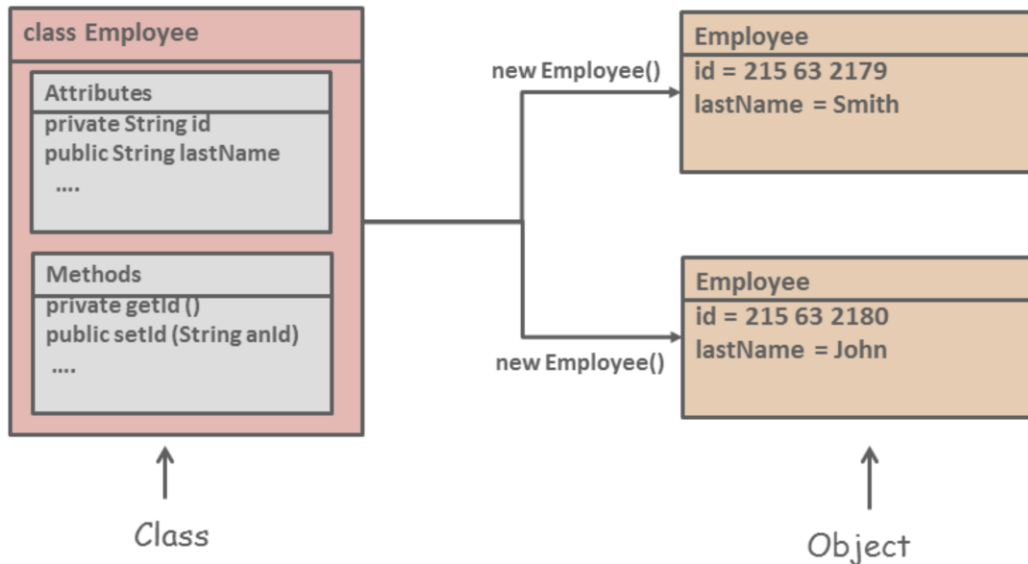 class Employee
Attributes
private String id
public String lastName
....
Methods
private getId ()
public setId (String anId)
....
Class
new Employee()
Employee
id = 215 63 2179
lastName = Smith
new Employee()
Employee
id = 215 63 2180
lastName = John
Object